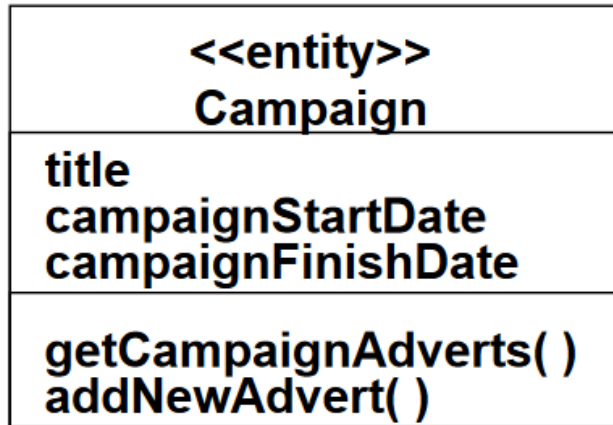 <<entity>>
Campaign
title
campaignStartDate
campaignFinishDate
getCampaignAdverts( )
addNewAdvert( )